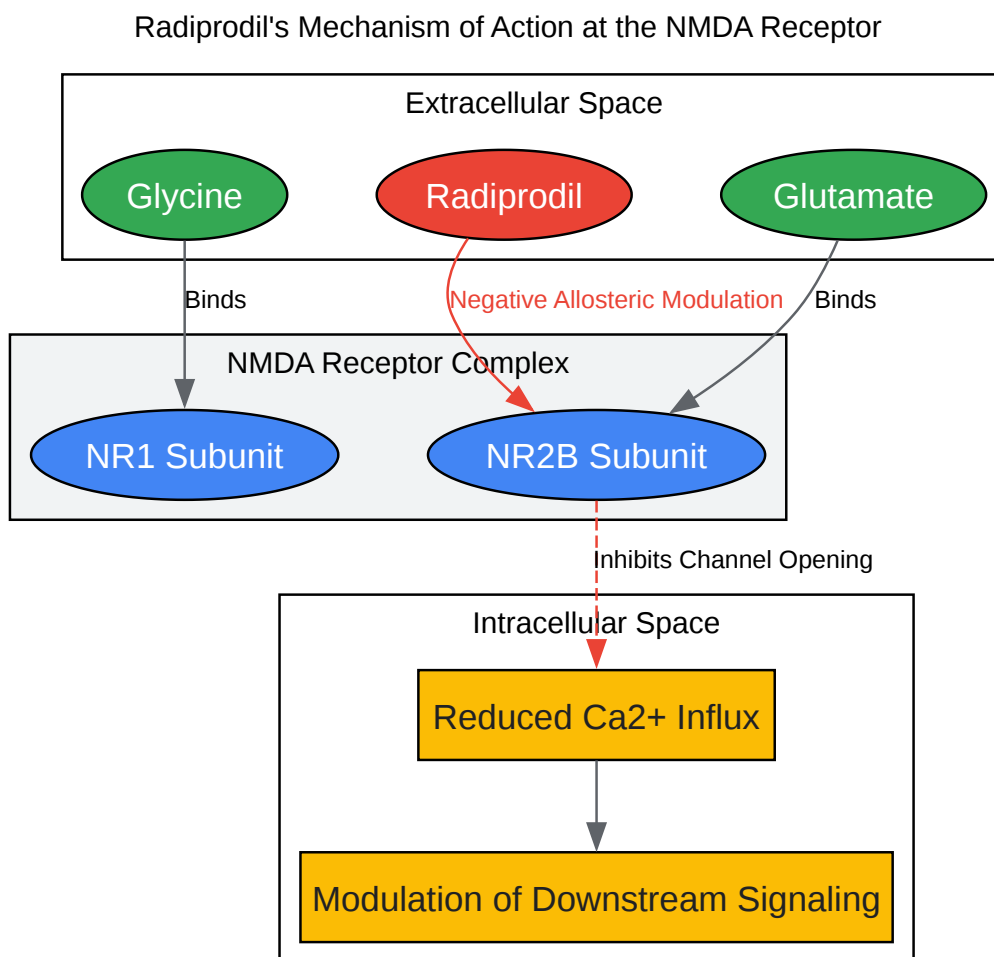 Radiprodil's Mechanism of Action at the NMDA Receptor
Extracellular Space
Glycine
Radiprodil
Glutamate
Binds
Negative Allosteric Modulation
Binds
NMDA Receptor Complex
NR1 Subunit
NR2B Subunit
Inhibits Channel Opening
Intracellular Space
Reduced Ca2+ Influx
Modulation of Downstream Signaling